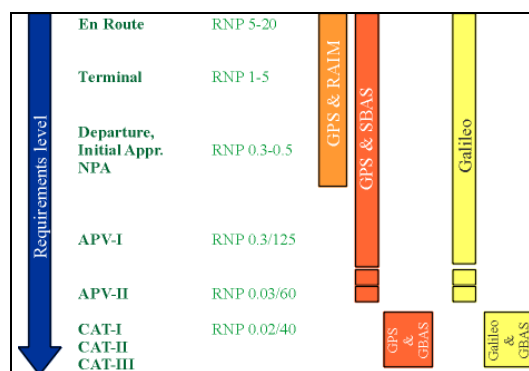 En Route RNP 5-20
Terminal RNP 1-5
Departure,
Initial Appr. RNP 0.3-0.5
NPA
APV-I RNP 0.3/125
APV-II RNP 0.03/60
CAT-I RNP 0.02/40
CAT-II
CAT-III
Requirements level
GPS & RAIM
GPS & SBAS
Galileo
GPS
&
GBAS
Galileo
&
GBAS